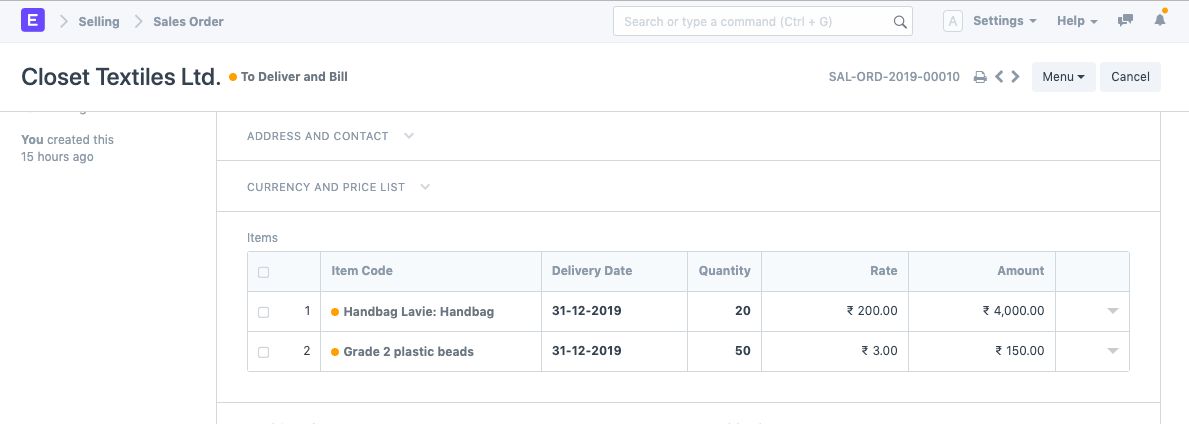 E Selling Sales Order Search or type a command (Ctrl + G) A Settings Help
Closet Textiles Ltd. To Deliver and Bill SAL-ORD-2019-00010 Menu Cancel
You created this
15 hours ago
ADDRESS AND CONTACT
CURRENCY AND PRICE LIST
Items
Item Code Delivery Date Quantity Rate Amount
1 Handbag Lavie: Handbag 31-12-2019 20 ₹ 200.00 ₹ 4,000.00
2 Grade 2 plastic beads 31-12-2019 50 ₹ 3.00 ₹ 150.00